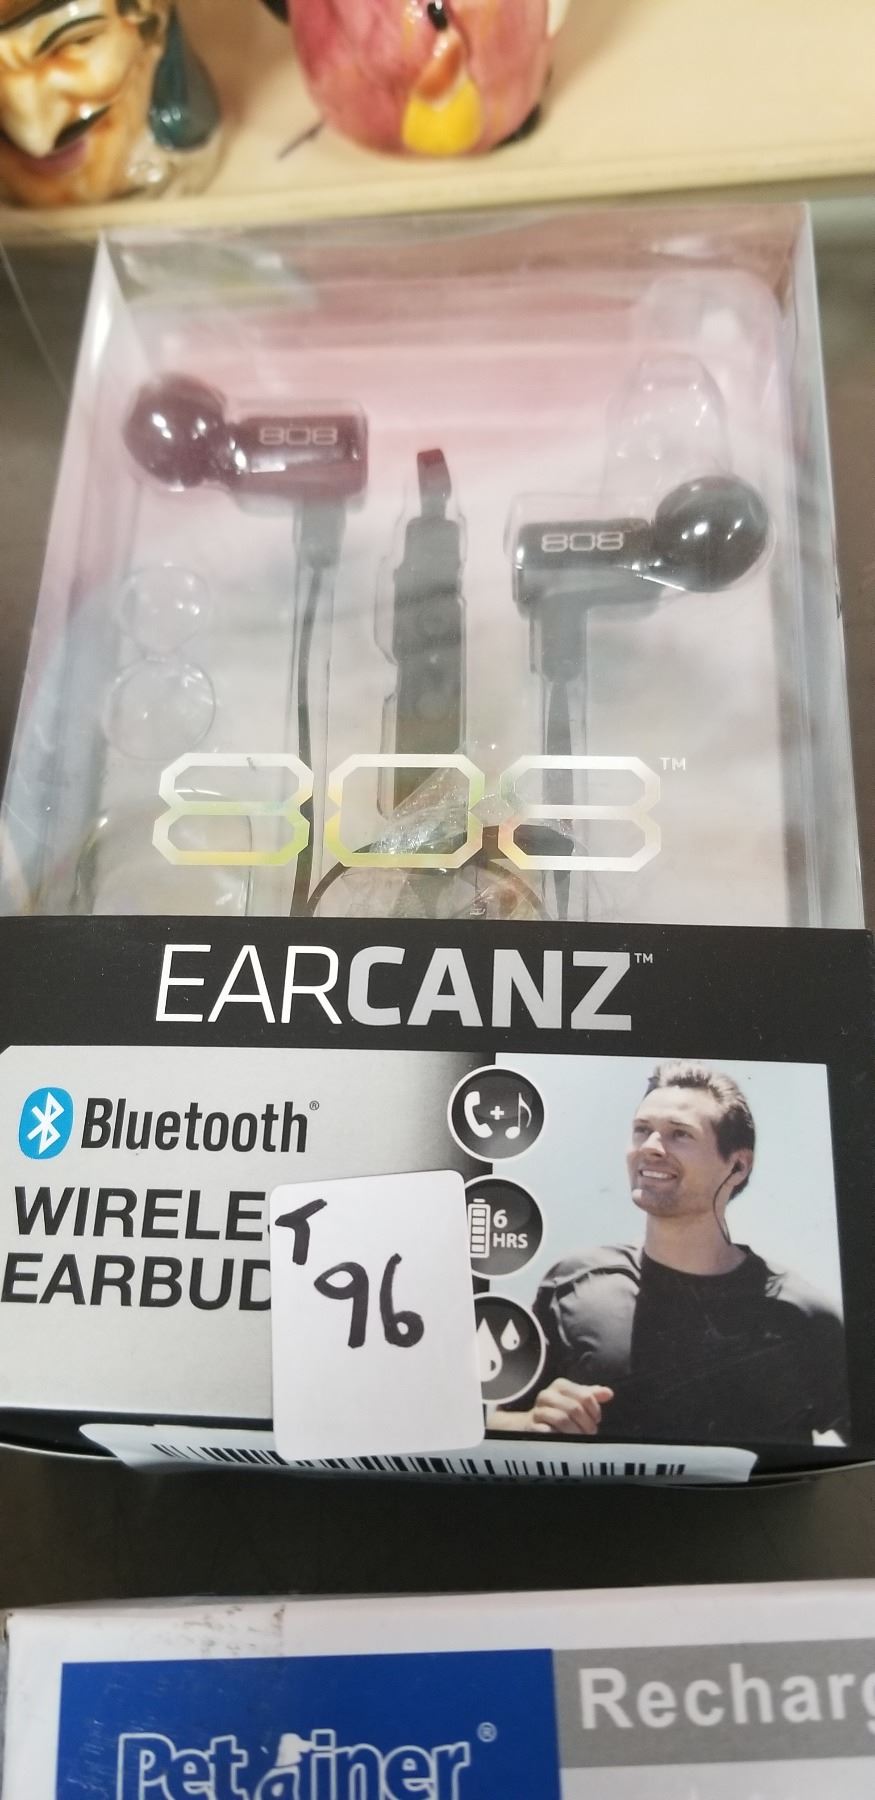 808
808
808™
EARCANZ™
Bluetooth®
WIRELE
EARBUD
T
96
6
HRS
Petainer®
Recharg